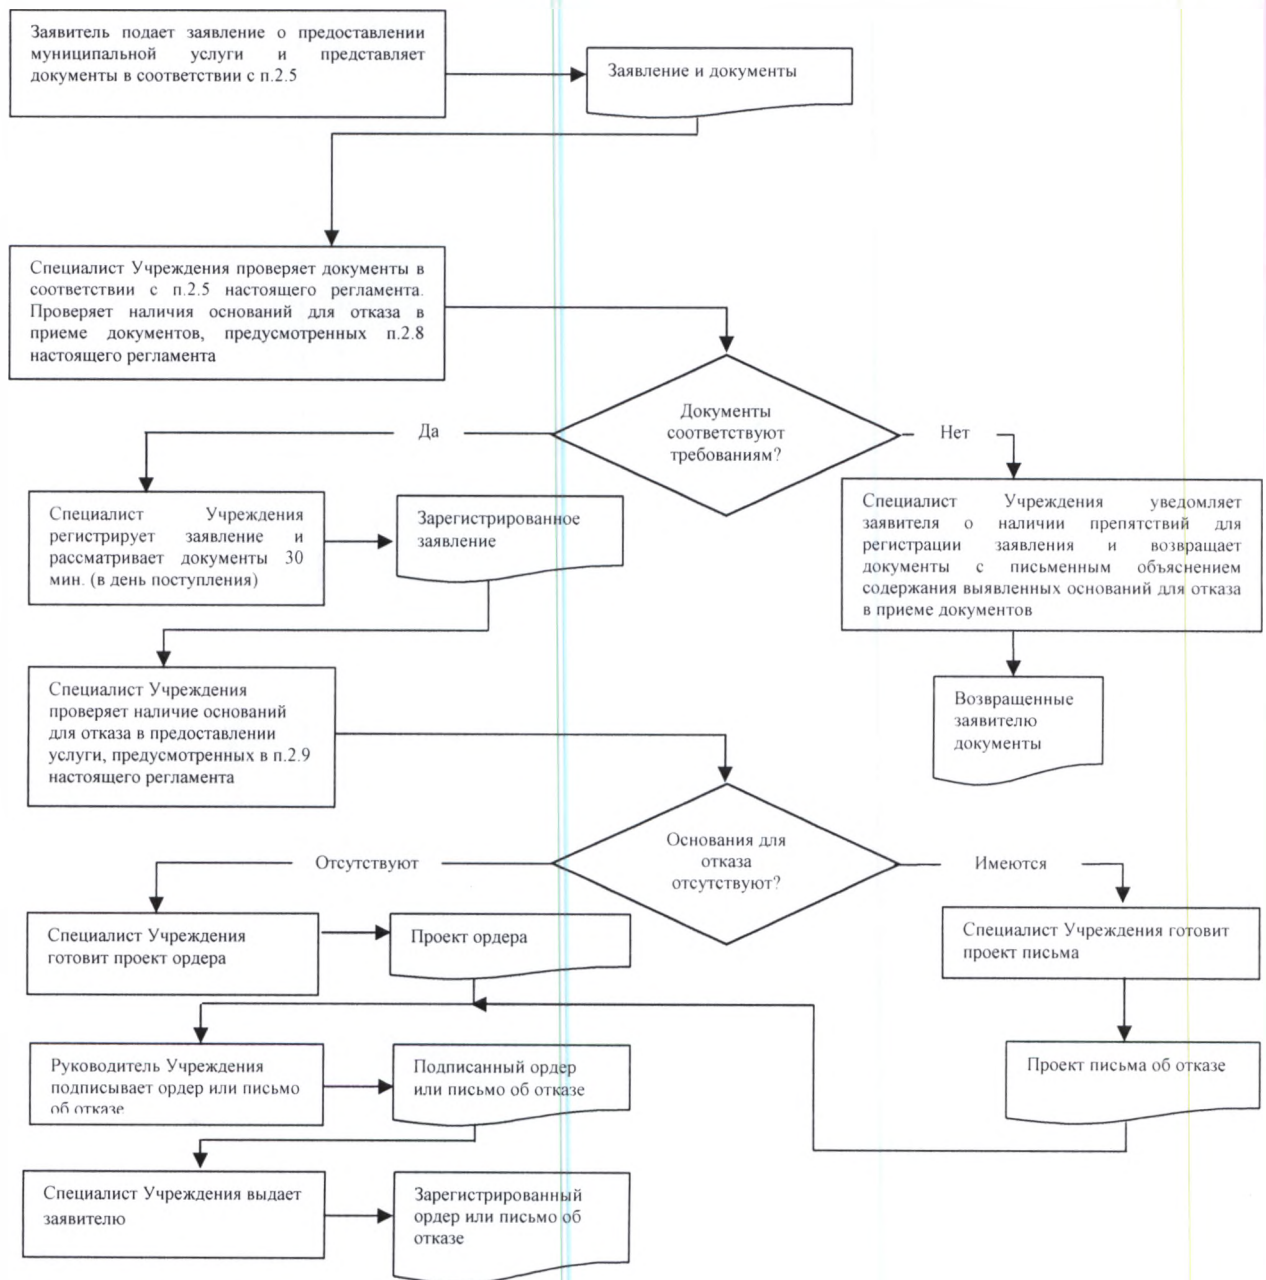 Заявитель подает заявление о предоставлении
муниципальной услуги и представляет
документы в соответствии с п.2.5
Заявление и документы
Специалист Учреждения проверяет документы в
соответствии с п.2.5 настоящего регламента.
Проверяет наличия оснований для отказа в
приеме документов, предусмотренных п.2.8
настоящего регламента
Документы
соответствуют
требованиям?
Да
Нет
Специалист Учреждения
регистрирует заявление и
рассматривает документы 30
мин. (в день поступления)
Зарегистрированное
заявление
Специалист Учреждения уведомляет
заявителя о наличии препятствий для
регистрации заявления и возвращает
документы с письменным объяснением
содержания выявленных оснований для отказа
в приеме документов
Специалист Учреждения
проверяет наличие оснований
для отказа в предоставлении
услуги, предусмотренных в п.2.9
настоящего регламента
Возвращенные
заявителю
документы
Основания для
отказа
отсутствуют?
Отсутствуют
Имеются
Специалист Учреждения
готовит проект ордера
Проект ордера
Специалист Учреждения готовит
проект письма
Руководитель Учреждения
подписывает ордер или письмо
об отказе
Подписанный ордер
или письмо об отказе
Проект письма об отказе
Специалист Учреждения выдает
заявителю
Зарегистрированный
ордер или письмо об
отказе